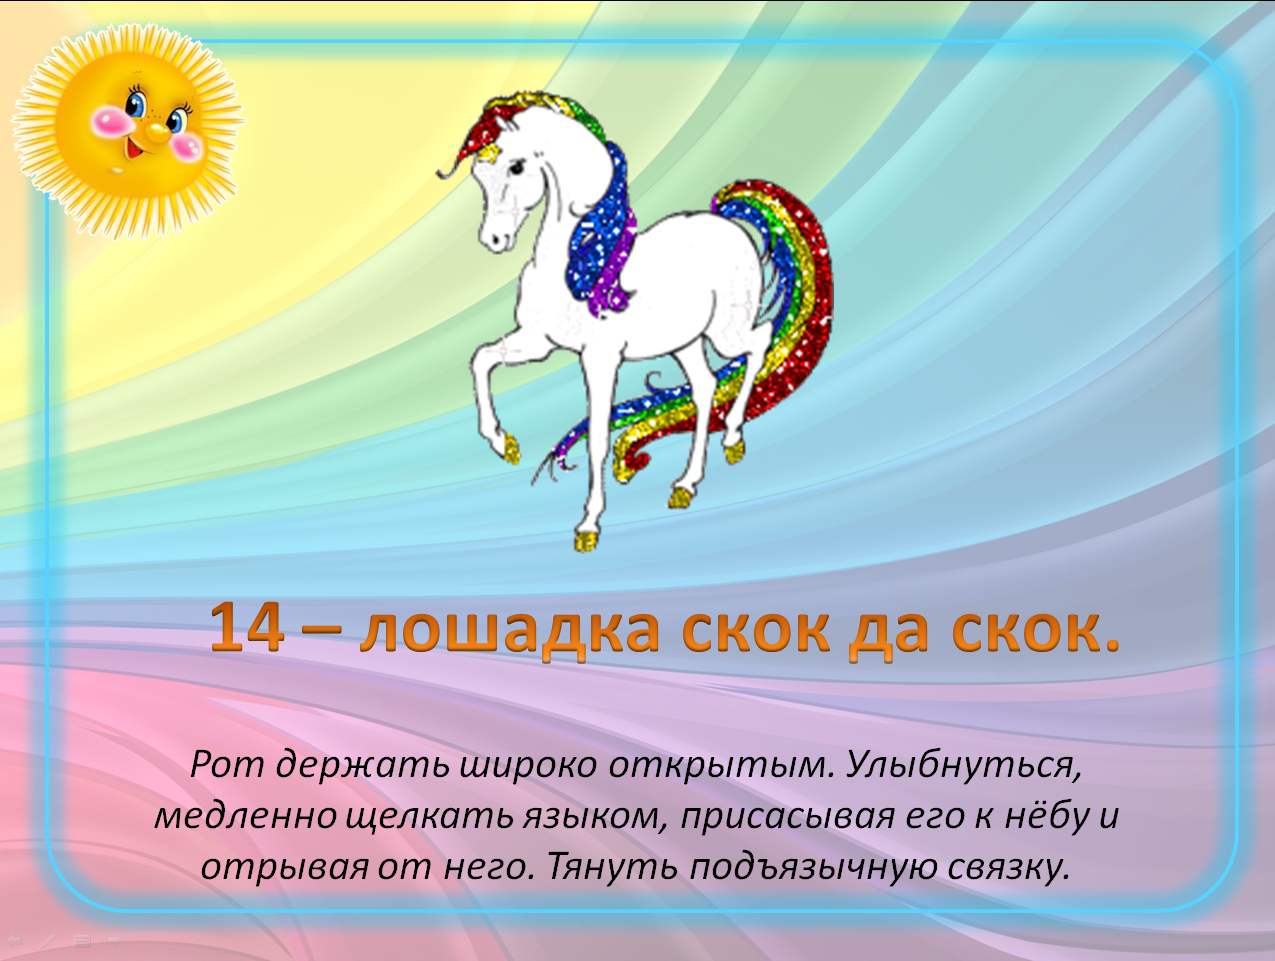 14 – лошадка скок да скок.
Рот держать широко открытым. Улыбнуться,
медленно щелкать языком, присасывая его к нёбу и
отрывая от него. Тянуть подъязычную связку.